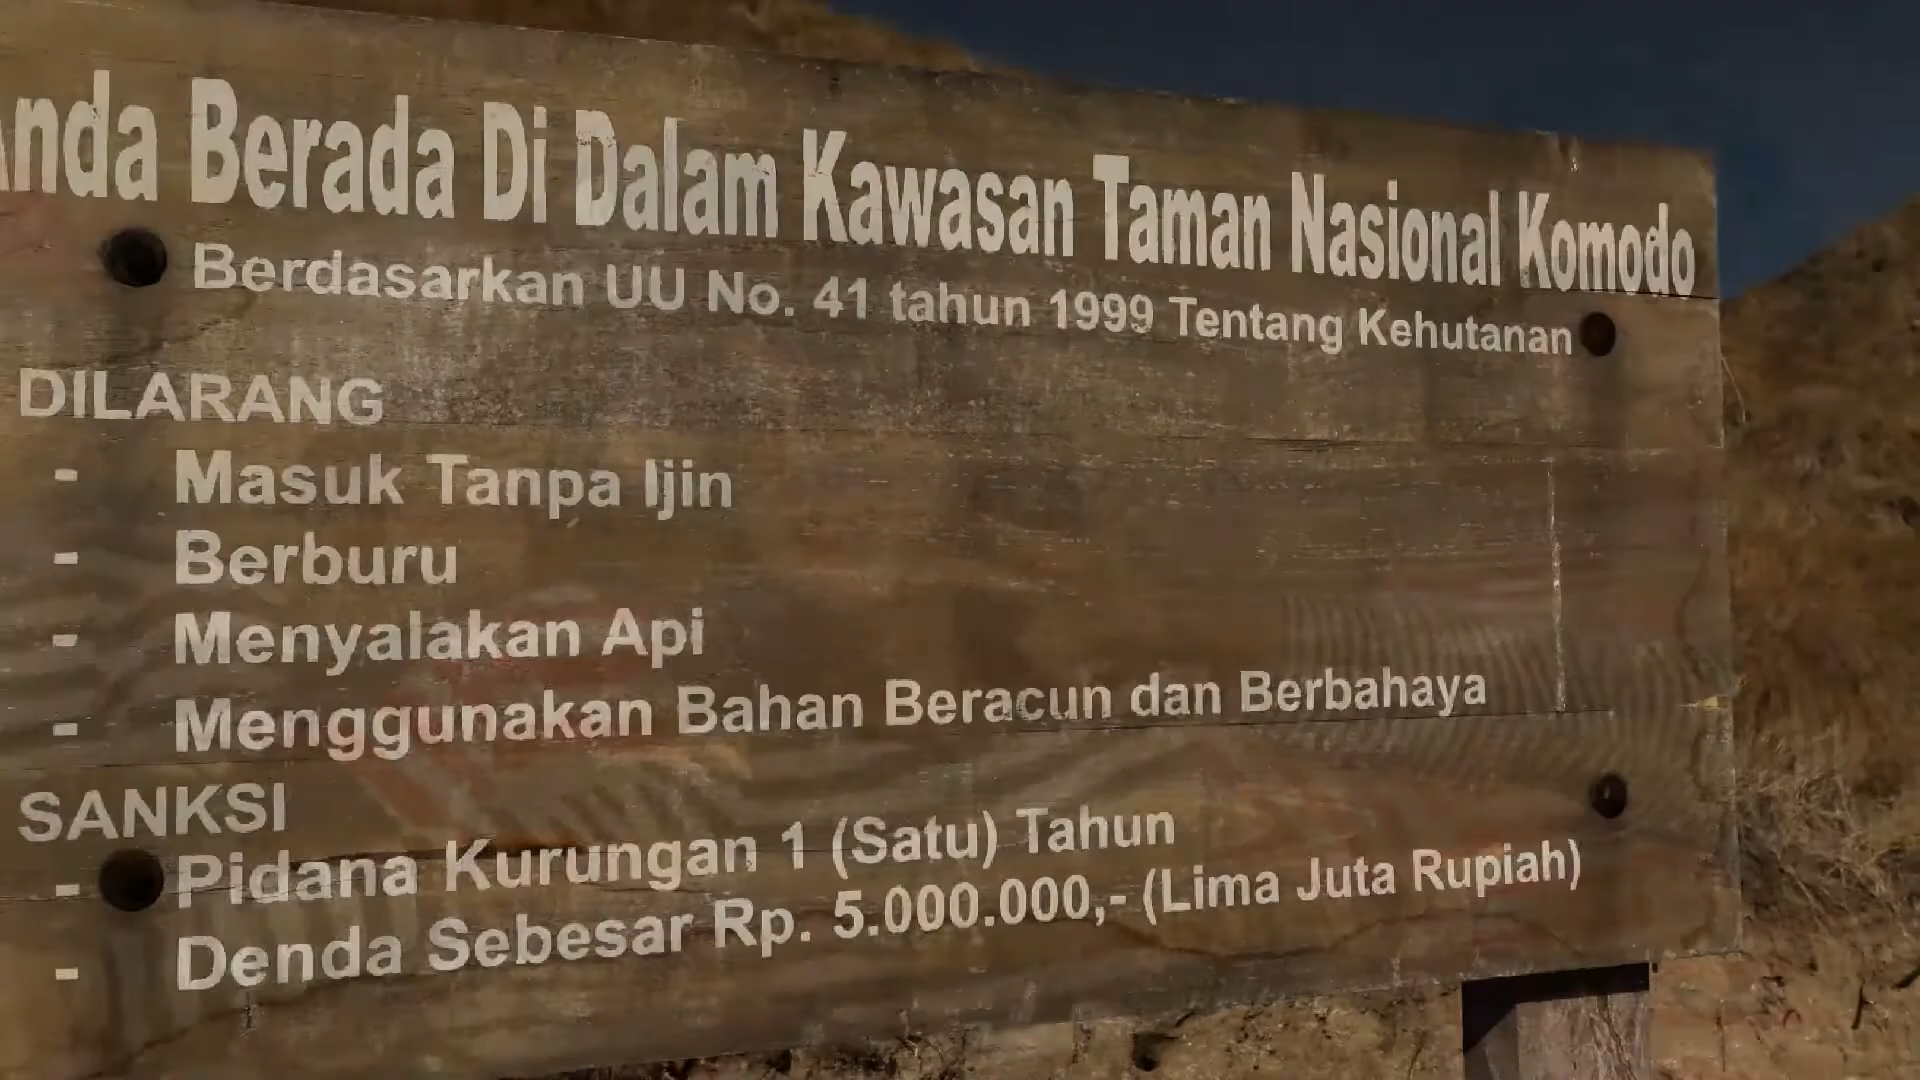 Anda Berada Di Dalam Kawasan Taman Nasional Komodo
Berdasarkan UU No. 41 tahun 1999 Tentang Kehutanan
DILARANG
- Masuk Tanpa Ijin
- Berburu
- Menyalakan Api
- Menggunakan Bahan Beracun dan Berbahaya
SANKSI
- Pidana Kurungan 1 (Satu) Tahun
- Denda Sebesar Rp. 5.000.000,- (Lima Juta Rupiah)